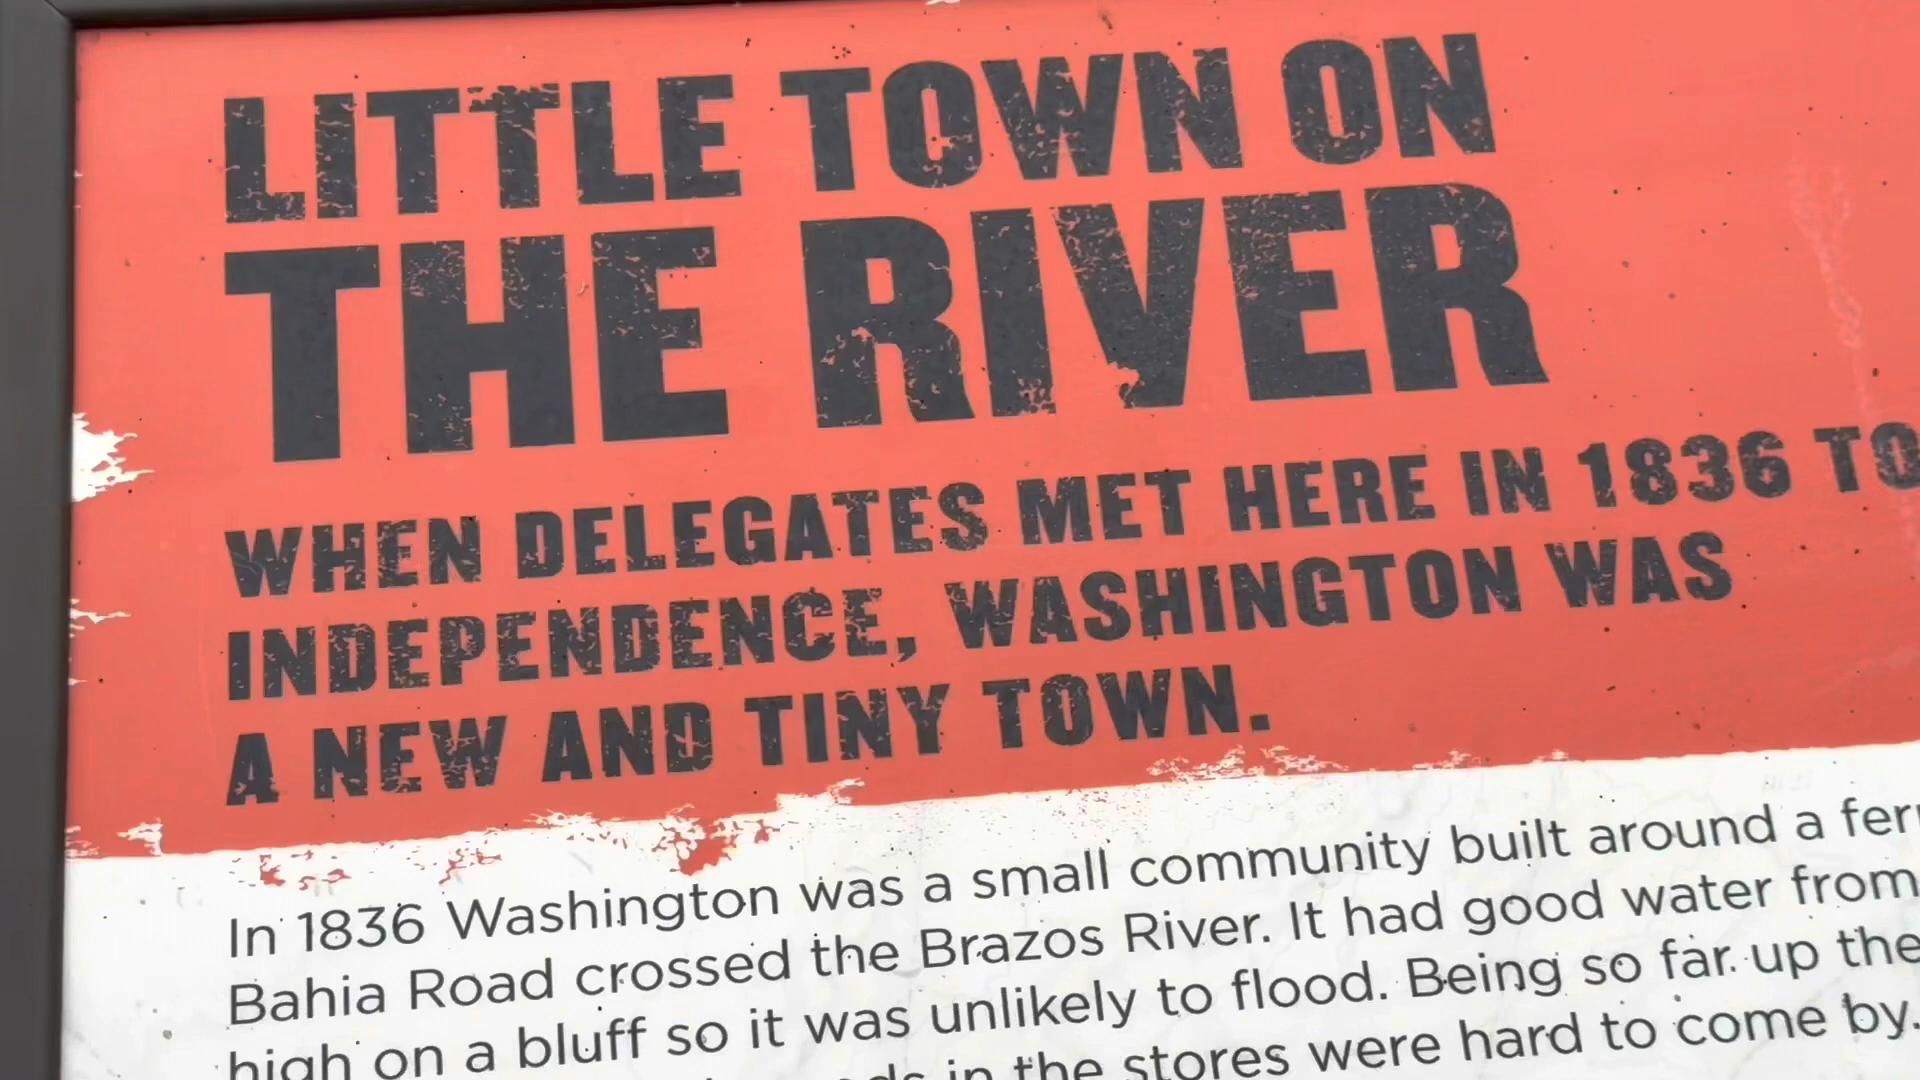 LITTLE TOWN ON
THE RIVER
WHEN DELEGATES MET HERE IN 1836 TO
INDEPENDENCE, WASHINGTON WAS
A NEW AND TINY TOWN.
In 1836 Washington was a small community built around a
Bahia Road crossed the Brazos River. It had good water from
high on a bluff so it was unlikely to flood. Being so far up the
in the stores were hard to come by.